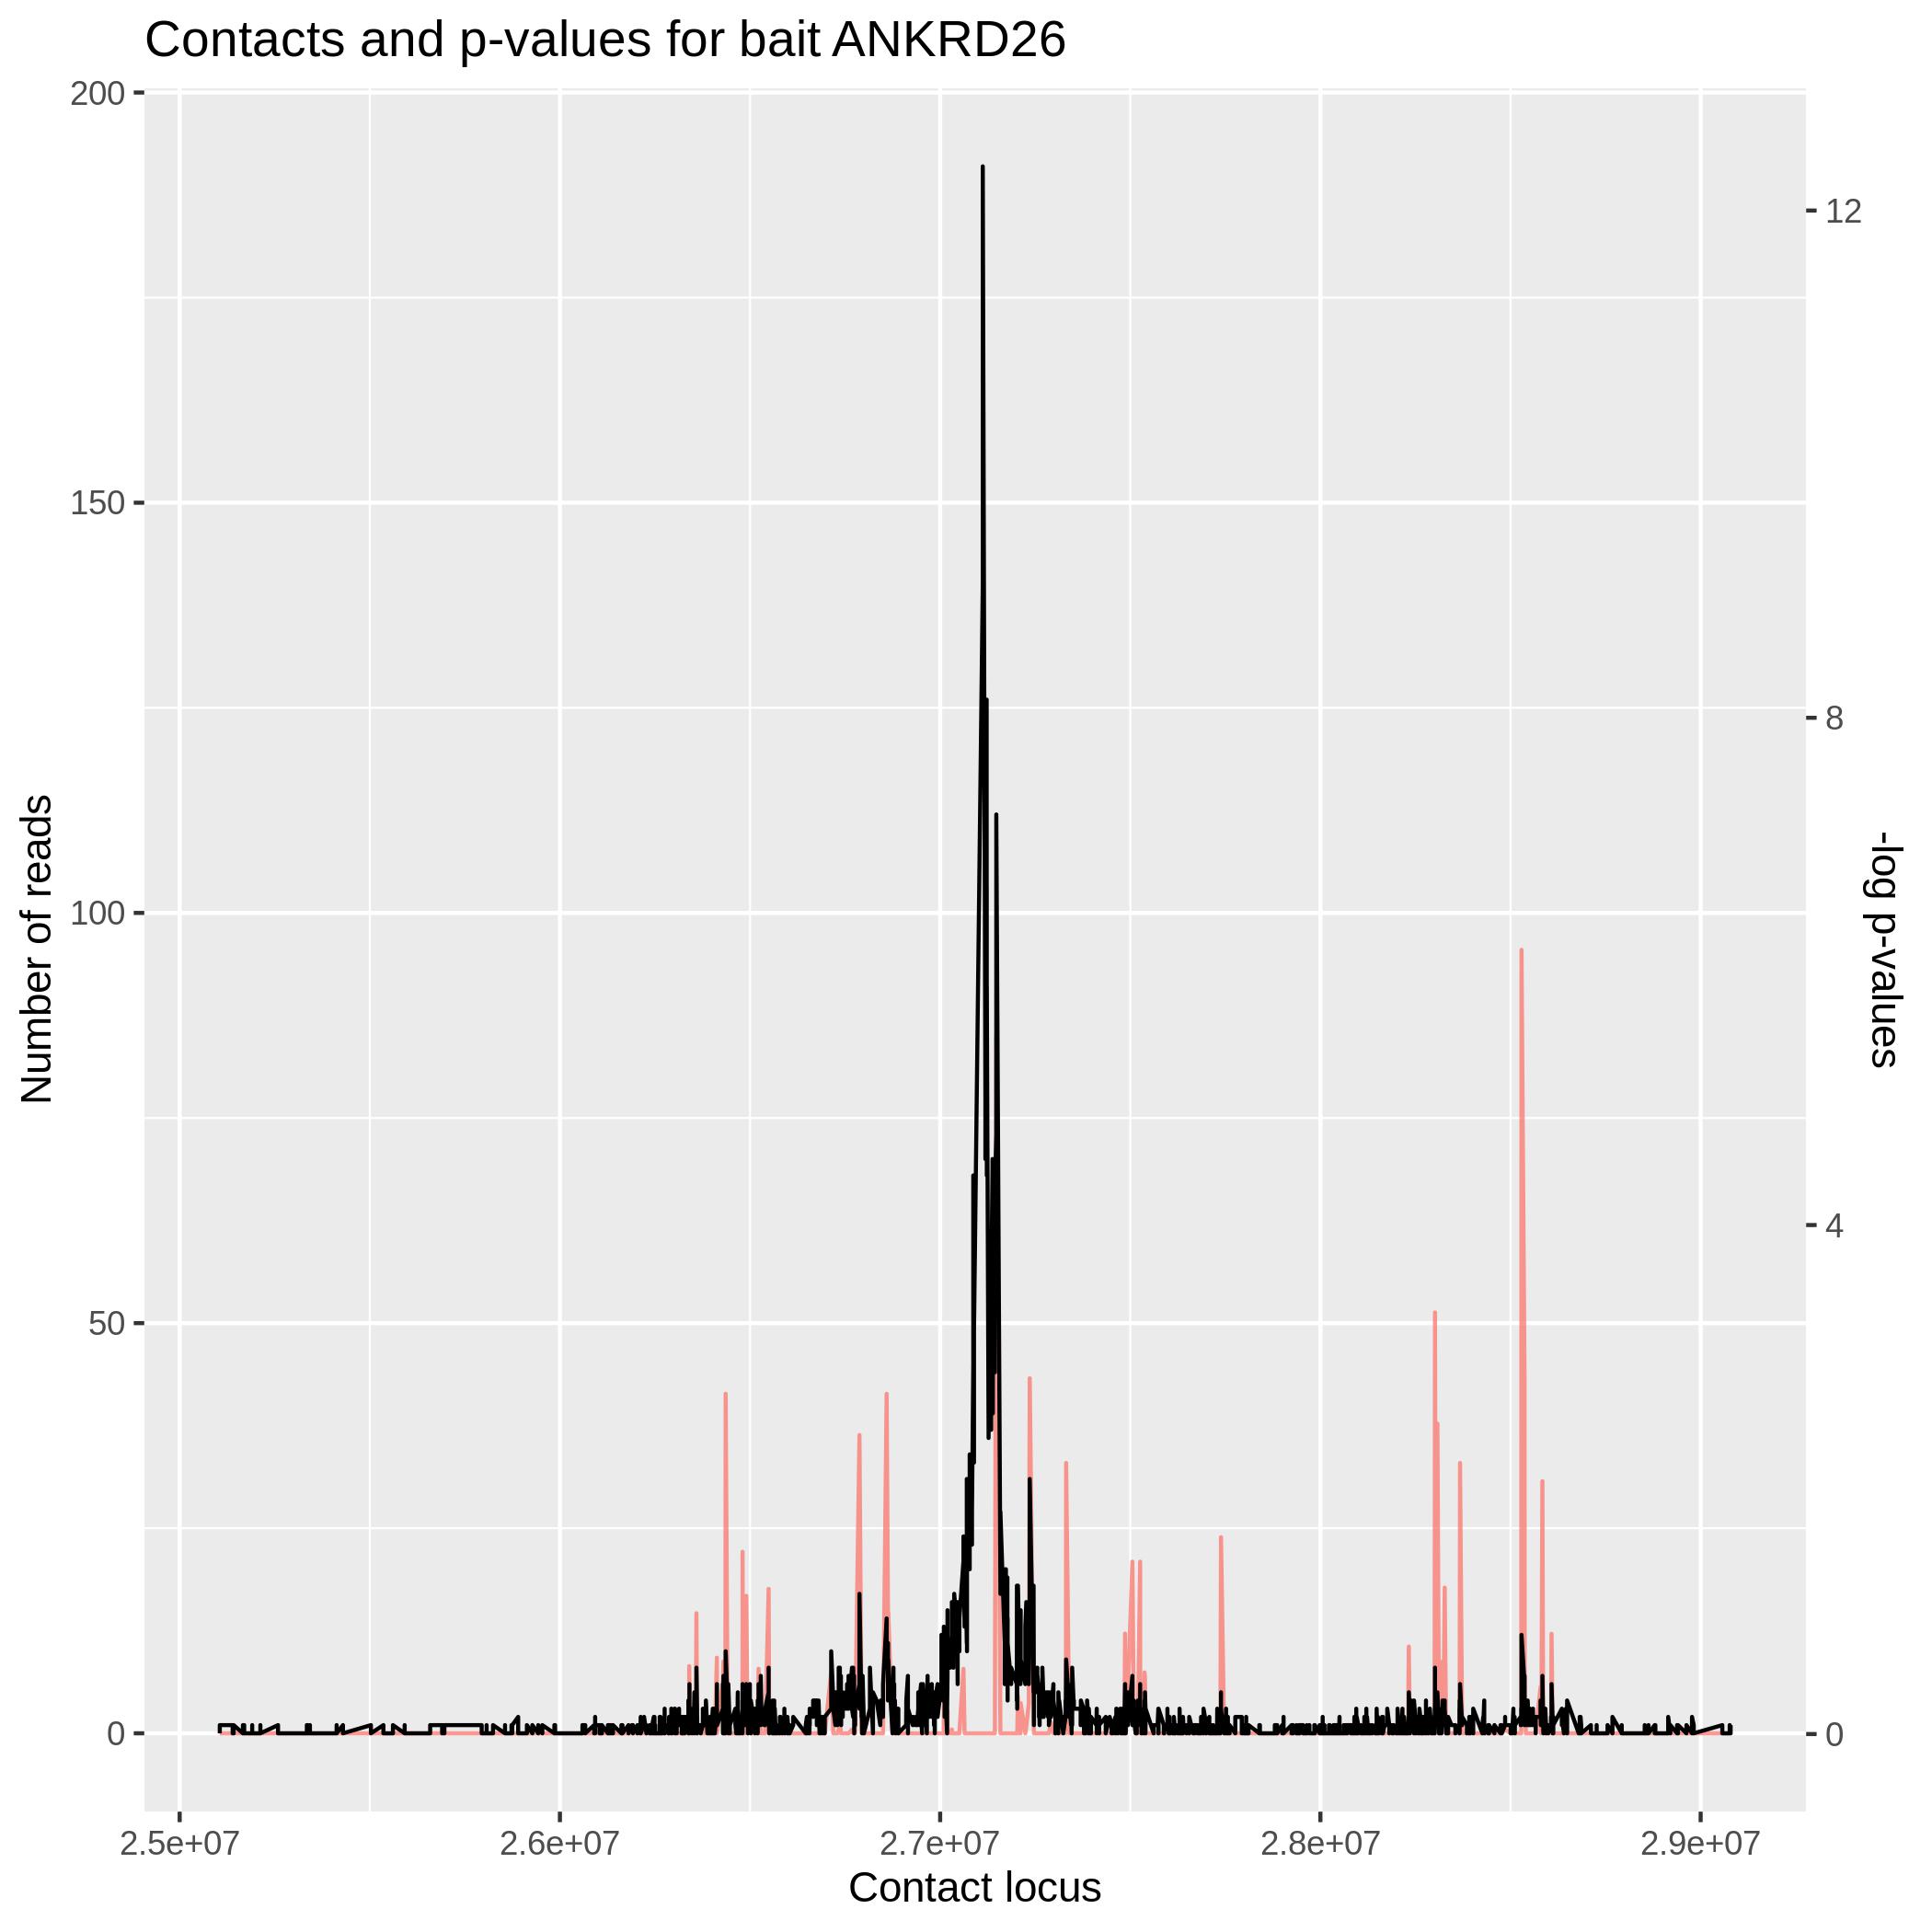 Contacts and p-values for bait ANKRD26
200
150
100
50
0
Number of reads
12
8
4
0
-log p-values
2.5e+07
2.6e+07
2.7e+07
2.8e+07
2.9e+07
Contact locus